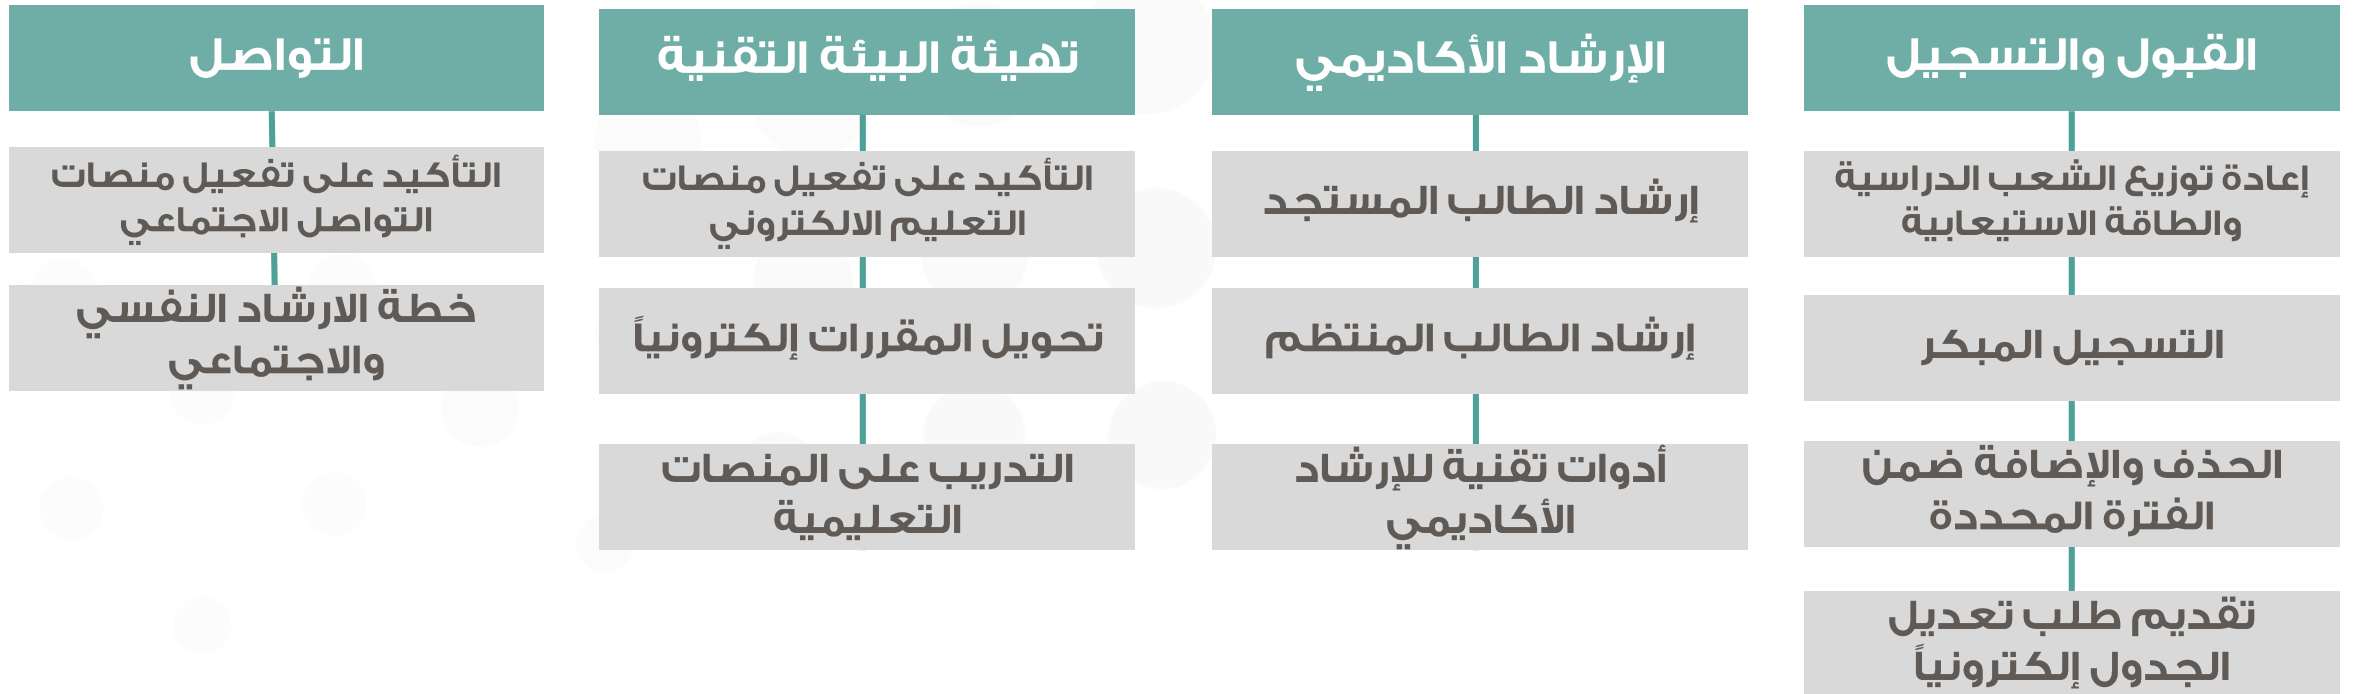 القبول والتسجيل
إعادة توزيع الشعب الدراسية
والطاقة الاستيعابية
التسجيل المبكر
الحذف والإضافة ضمن
الفترة المحددة
تقديم طلب تعديل
الجدول إلكترونياً
الإرشاد الأكاديمي
إرشاد الطالب المستجد
إرشاد الطالب المنتظم
أدوات تقنية للإرشاد
الأكاديمي
تهيئة البيئة التقنية
التأكيد على تفعيل منصات
التعليم الالكتروني
تحويل المقررات إلكترونياً
التدريب على المنصات
التعليمية
التواصل
التأكيد على تفعيل منصات
التواصل الاجتماعي
خطة الارشاد النفسي
والاجتماعي